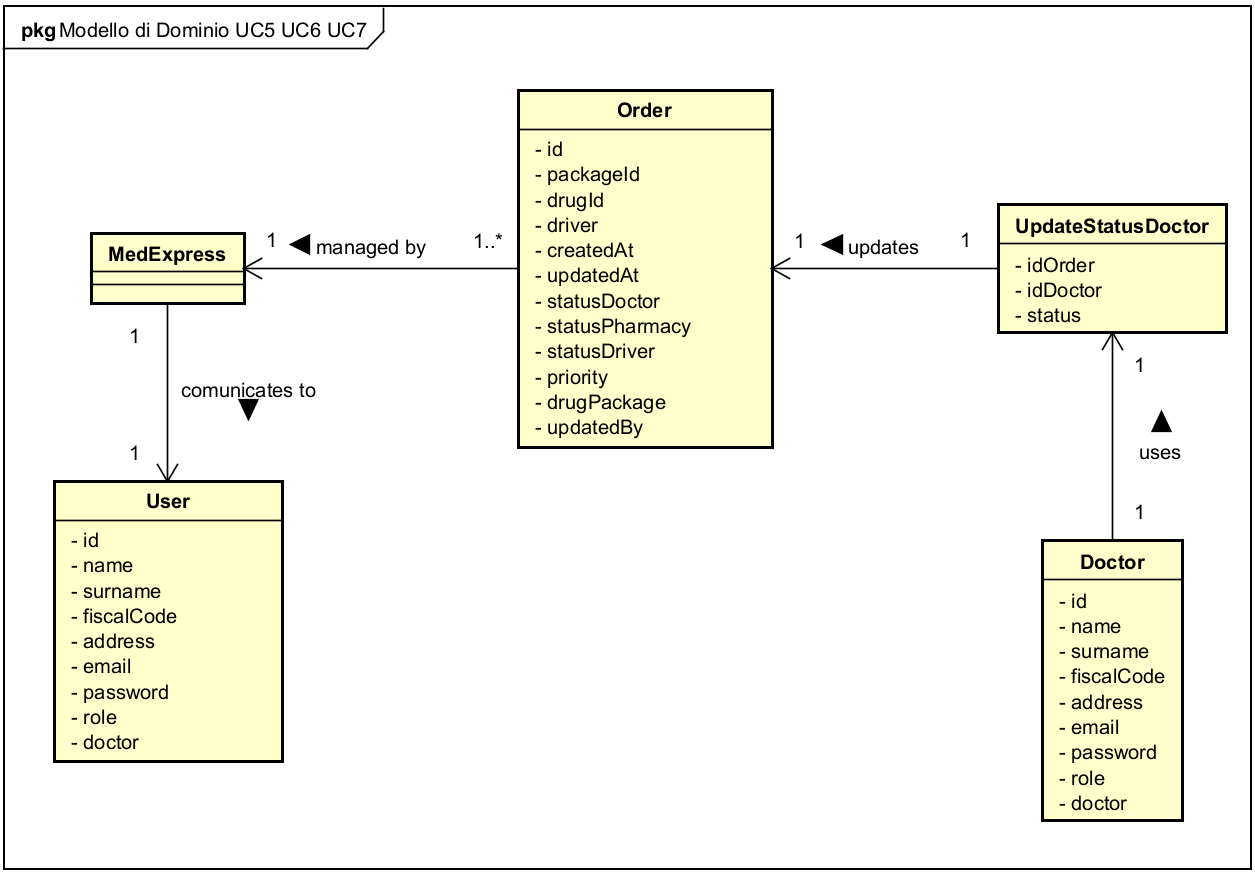 pkg Modello di Dominio UC5 UC6 UC7
Order
- id
- packageId
- drugId
- driver
- createdAt
- updatedAt
- statusDoctor
- statusPharmacy
- statusDriver
- priority
- drugPackage
- updatedBy
MedExpress
1
managed by
1..*
1
updates
1
UpdateStatusDoctor
- idOrder
- idDoctor
- status
1
comunicates to
1
1
uses
1
User
- id
- name
- surname
- fiscalCode
- address
- email
- password
- role
- doctor
Doctor
- id
- name
- surname
- fiscalCode
- address
- email
- password
- role
- doctor